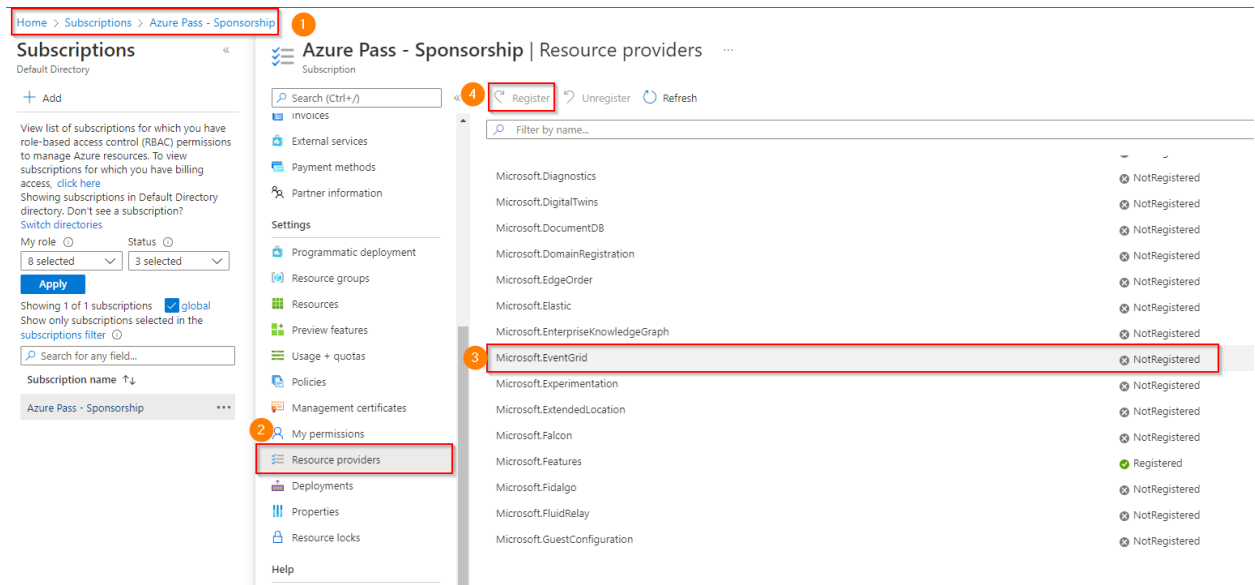 Home > Subscriptions > Azure Pass - Sponsorship
1
Subscriptions
«
Default Directory
+ Add
View list of subscriptions for which you have
role-based access control (RBAC) permissions
to manage Azure resources. To view
subscriptions for which you have billing
access, click here
Showing subscriptions in Default Directory
directory. Don't see a subscription?
Switch directories
My role Status
8 selected 3 selected
Apply
Showing 1 of 1 subscriptions global
Show only subscriptions selected in the
subscriptions filter
Search for any field...
Subscription name ↑↓
Azure Pass - Sponsorship ...
Azure Pass - Sponsorship | Resource providers ...
Subscription
Search (Ctrl+/)
«
Invoices
External services
Payment methods
Partner information
Settings
Programmatic deployment
Resource groups
Resources
Preview features
Usage + quotas
Policies
Management certificates
2 My permissions
Resource providers
Deployments
Properties
Resource locks
Help
4 Register Unregister Refresh
Filter by name...
Microsoft.Diagnostics NotRegistered
Microsoft.DigitalTwins NotRegistered
Microsoft.DocumentDB NotRegistered
Microsoft.DomainRegistration NotRegistered
Microsoft.EdgeOrder NotRegistered
Microsoft.Elastic NotRegistered
Microsoft.EnterpriseKnowledgeGraph NotRegistered
3 Microsoft.EventGrid NotRegistered
Microsoft.Experimentation NotRegistered
Microsoft.ExtendedLocation NotRegistered
Microsoft.Falcon NotRegistered
Microsoft.Features Registered
Microsoft.Fidalgo NotRegistered
Microsoft.FluidRelay NotRegistered
Microsoft.GuestConfiguration NotRegistered